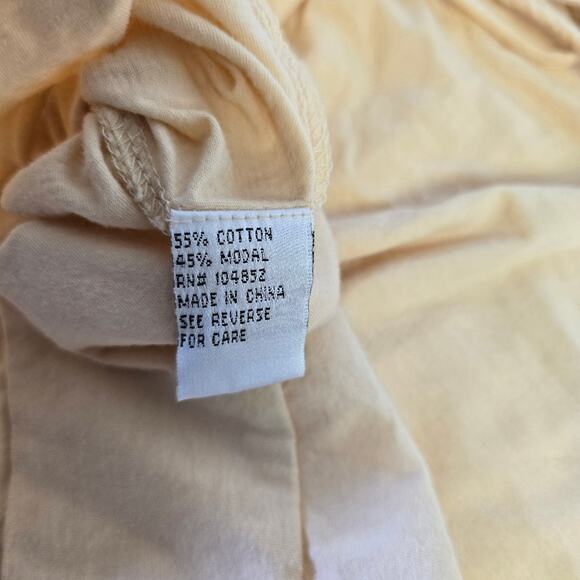 55% COTTON
45% MODAL
RN# 104852
MADE IN CHINA
SEE REVERSE
FOR CARE